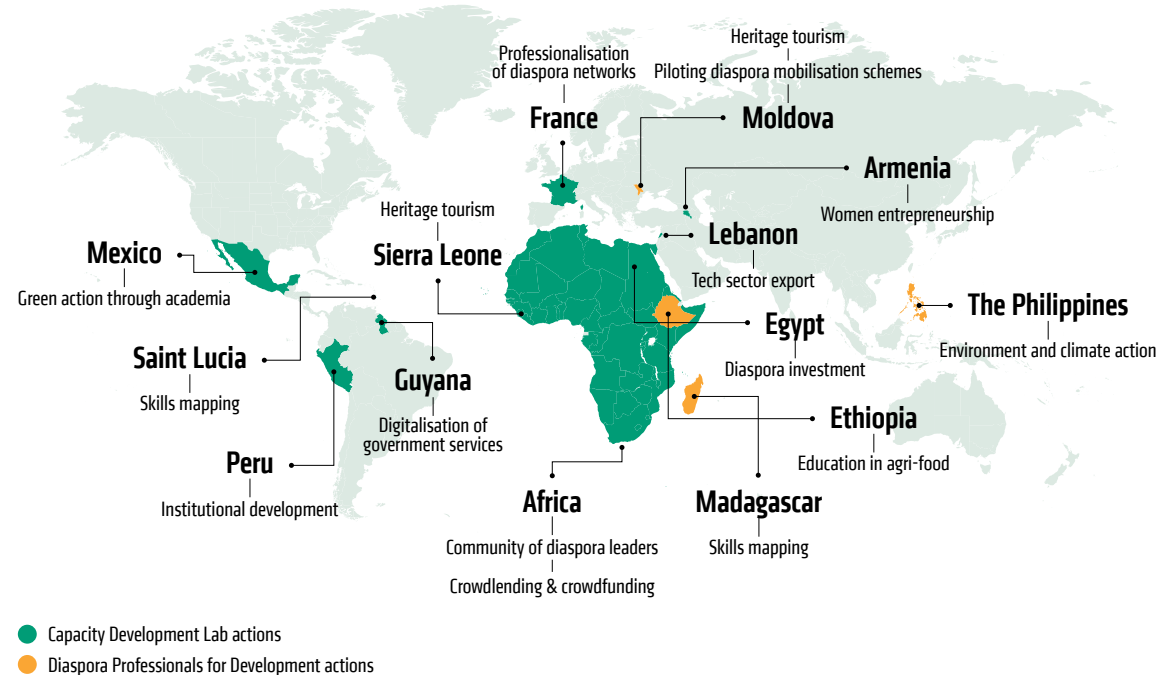 Heritage tourism
Piloting diaspora mobilisation schemes
Moldova
Professionalisation
of diaspora networks
France
Armenia
Women entrepreneurship
Heritage tourism
Sierra Leone
Lebanon
Tech sector export
Mexico
Green action through academia
The Philippines
Environment and climate action
Egypt
Diaspora investment
Saint Lucia
Skills mapping
Guyana
Digitalisation of
government services
Ethiopia
Education in agri-food
Peru
Institutional development
Africa
Community of diaspora leaders
Crowdlending & crowdfunding
Madagascar
Skills mapping
Capacity Development Lab actions
Diaspora Professionals for Development actions